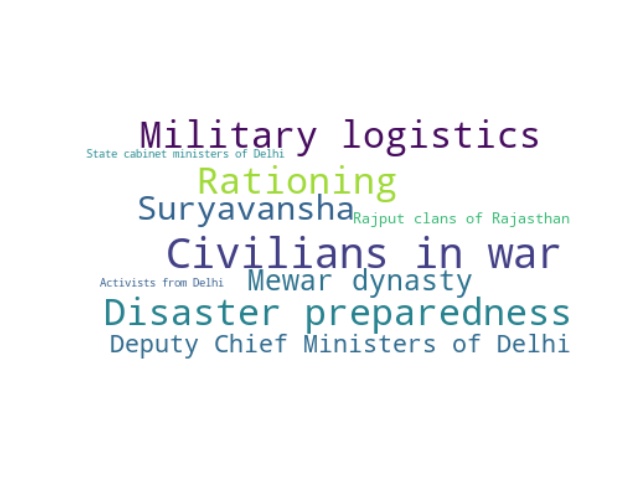 Military logistics
State cabinet ministers of Delhi
Rationing
Suryavansha
Rajput clans of Rajasthan
Civilians in war
Activists from Delhi
Mewar dynasty
Disaster preparedness
Deputy Chief Ministers of Delhi